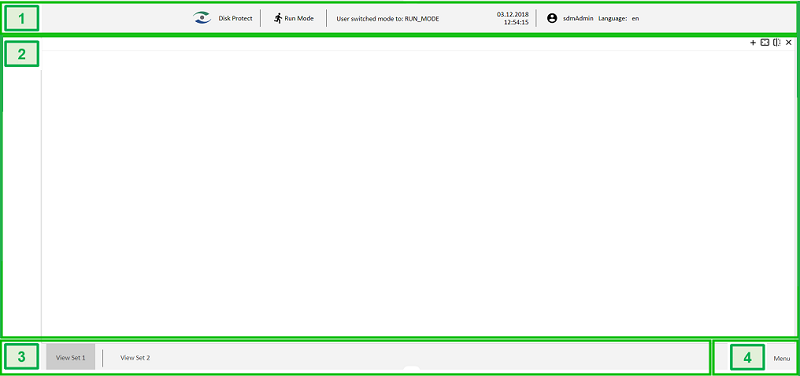 1
Disk Protect
Run Mode
User switched mode to: RUN_MODE
03.12.2018
12:54:15
sdmAdmin Language: en
2
3
View Set 1
View Set 2
4
Menu